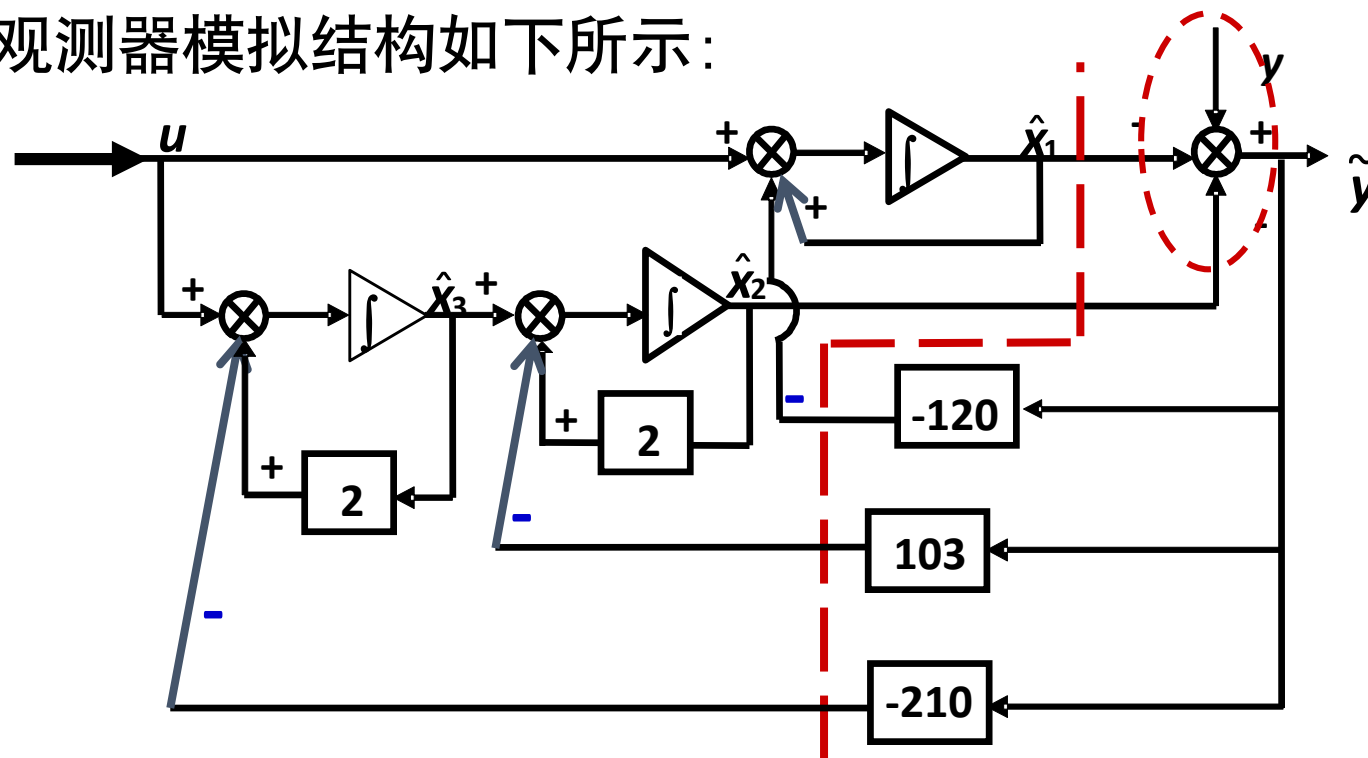 观测器模拟结构如下所示:
y
u + x̂₁ - +
ỹ
+
-
+ x̂₃ + x̂₂
-120
-
+ 2
+ 2
-
103
-
-210